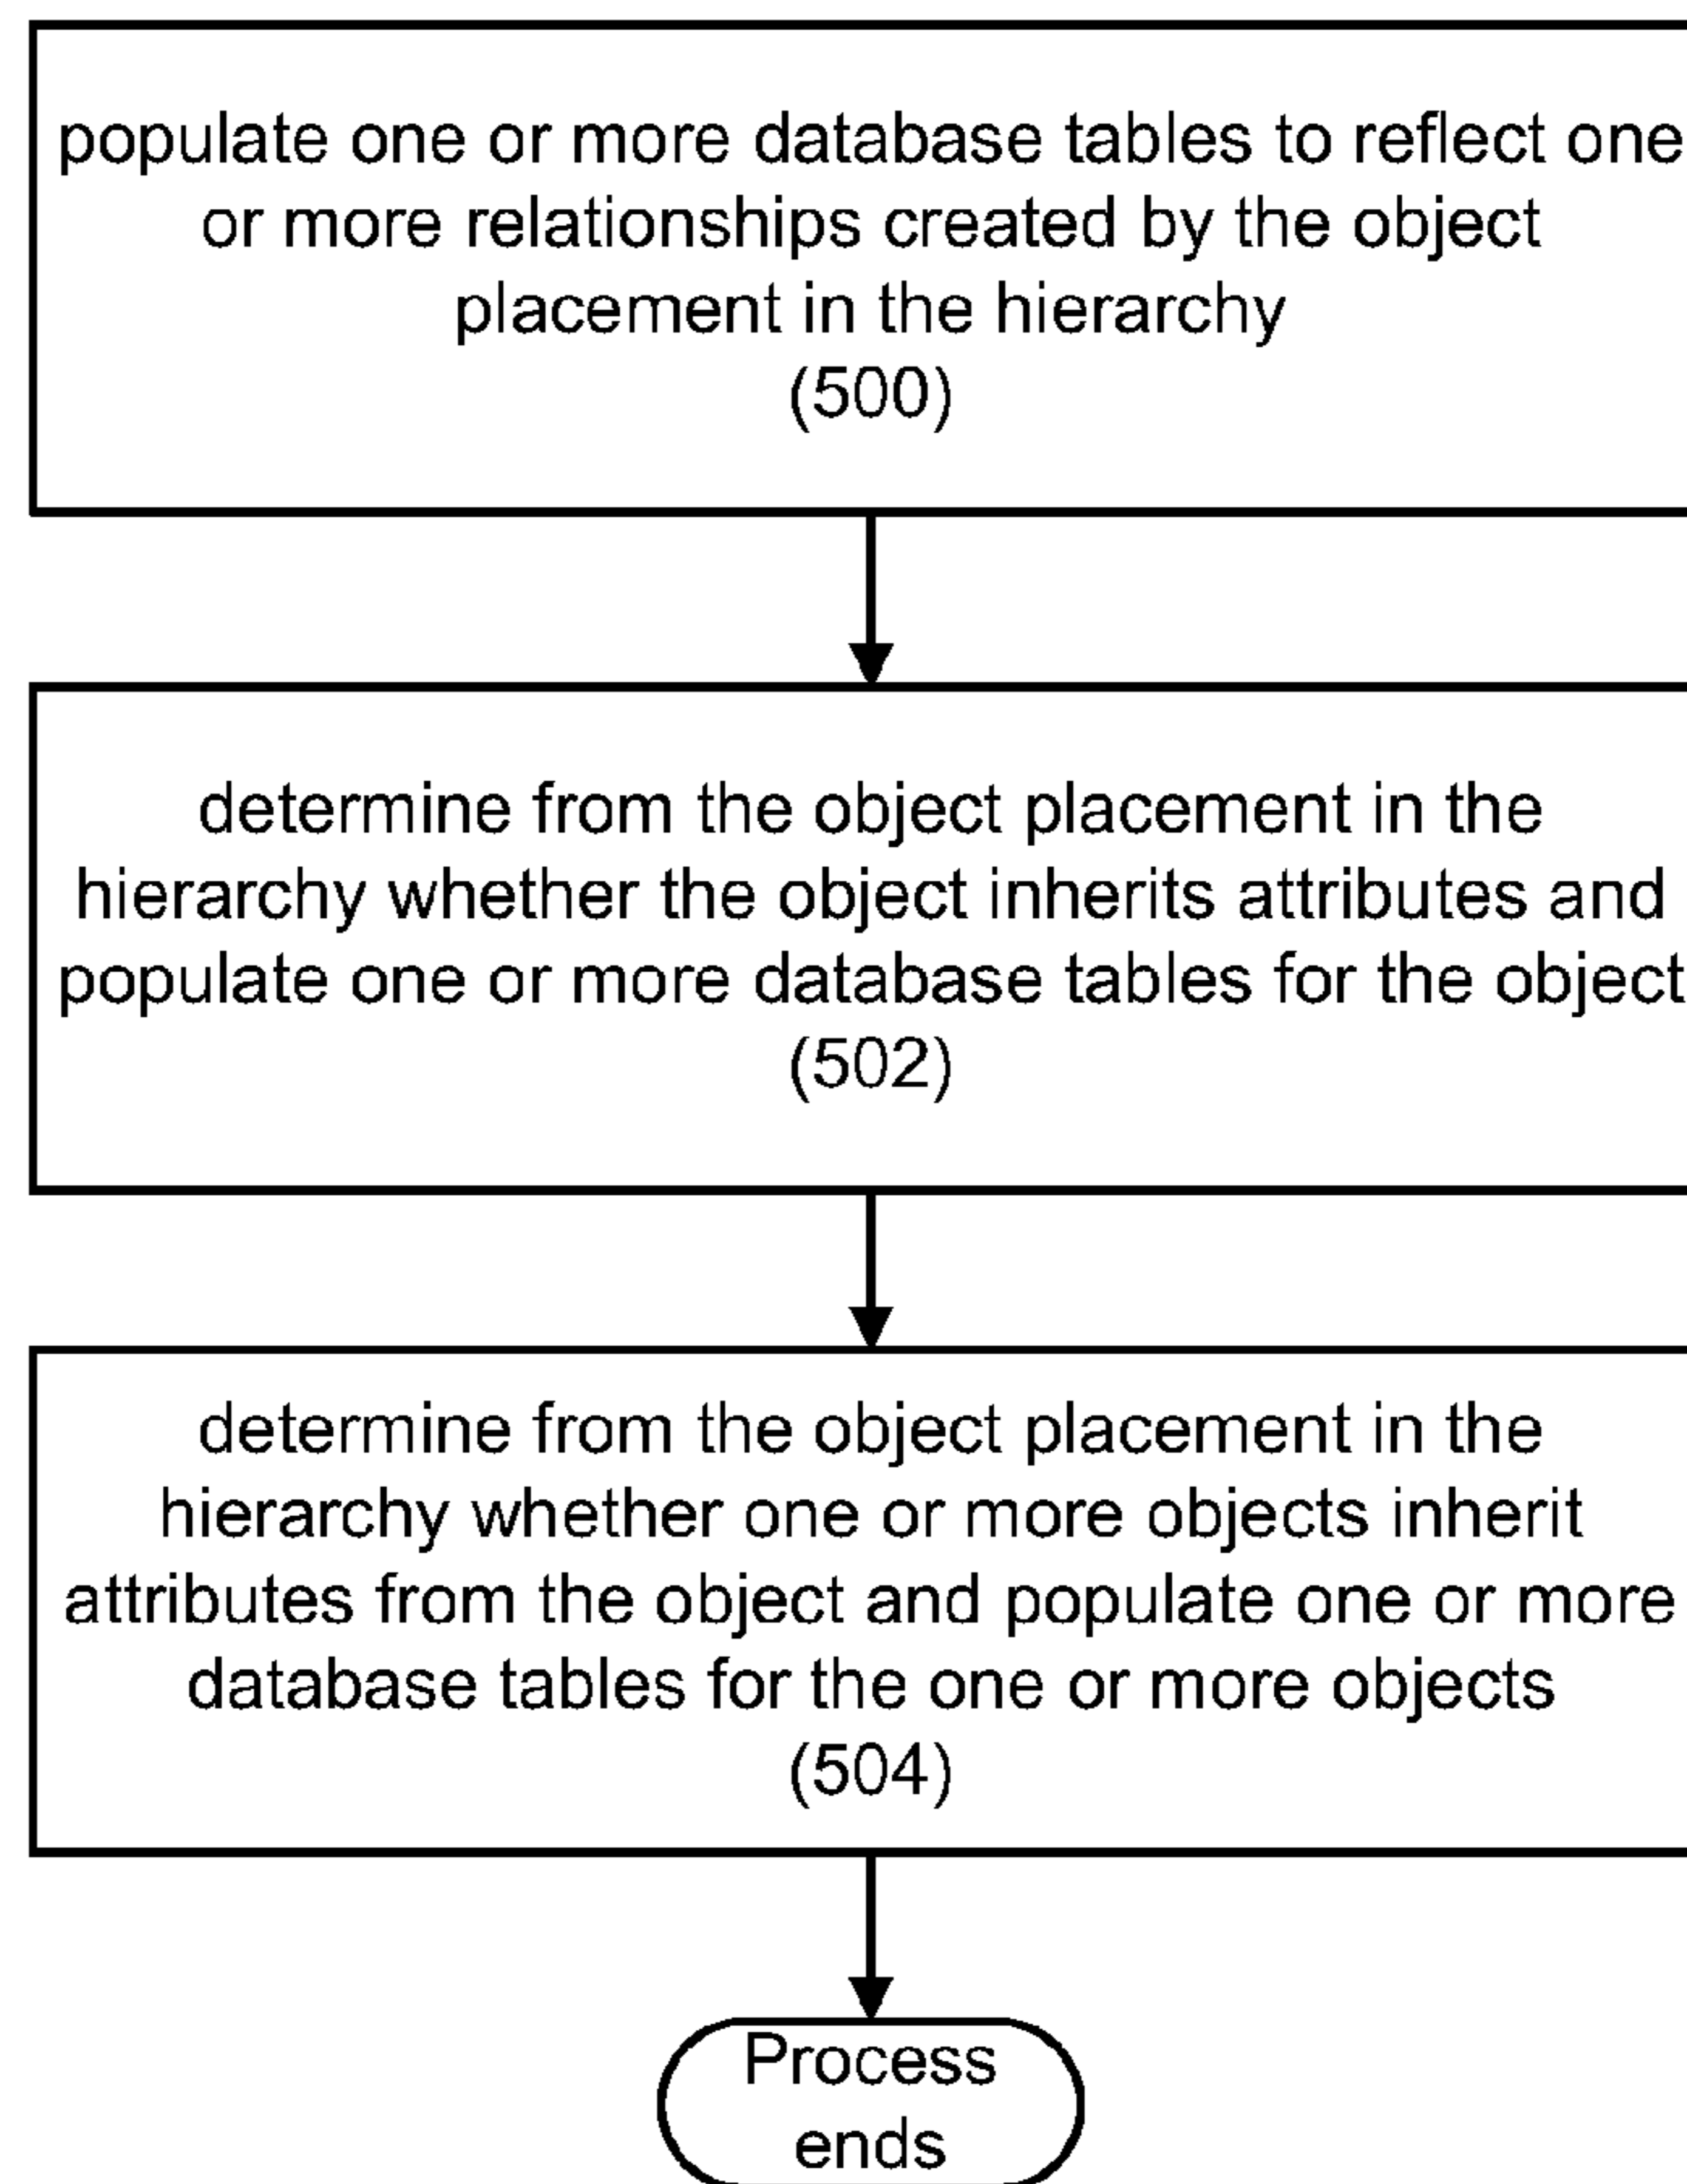 populate one or more database tables to reflect one
or more relationships created by the object
placement in the hierarchy
(500)
determine from the object placement in the
hierarchy whether the object inherits attributes and
populate one or more database tables for the object
(502)
determine from the object placement in the
hierarchy whether one or more objects inherit
attributes from the object and populate one or more
database tables for the one or more objects
(504)
Process
ends